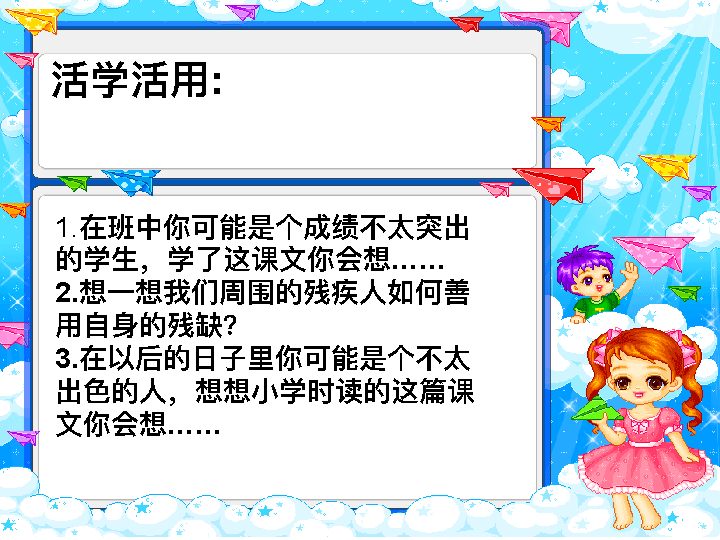 活学活用:
1.在班中你可能是个成绩不太突出
的学生，学了这课文你会想……
2.想一想我们周围的残疾人如何善
用自身的残缺?
3.在以后的日子里你可能是个不太
出色的人，想想小学时读的这篇课
文你会想……